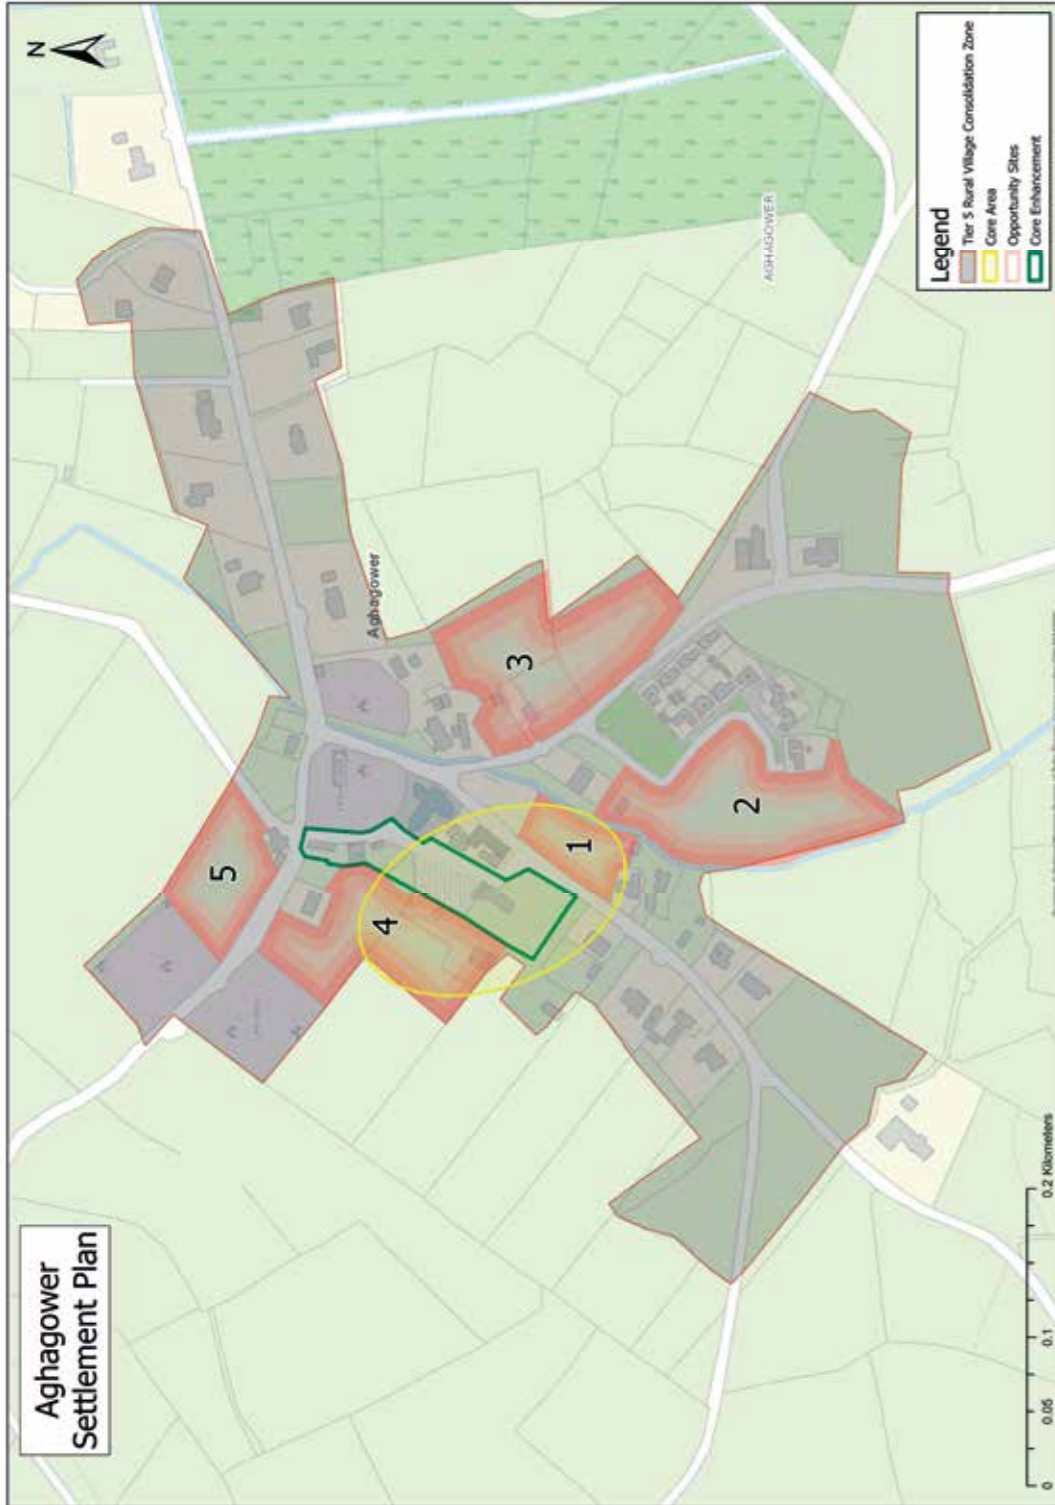 Aghagower
Settlement Plan
N
5
4
3
1
2
Aghagower
AGHAGOWER
Legend
Tier 5 Rural Village Consolidation Zone
Core Area
Opportunity Sites
Core Enhancement
0 0.05 0.1 0.2 Kilometers